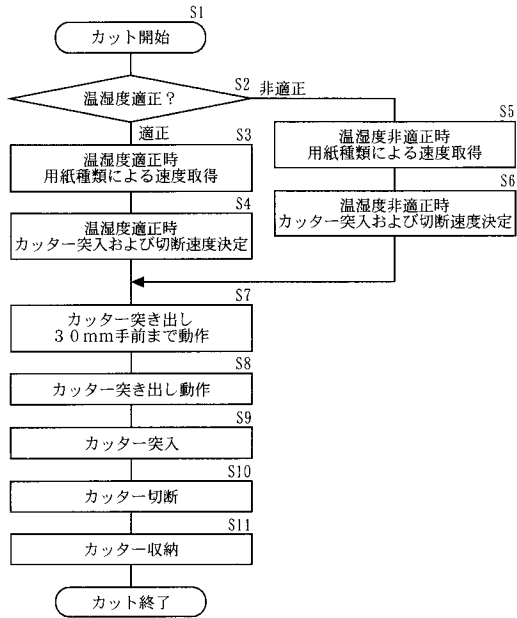 S1
カット開始
S2
温湿度適正？
非適正
適正
S3
温湿度適正時
用紙種類による速度取得
S4
温湿度適正時
カッター突入および切断速度決定
S5
温湿度非適正時
用紙種類による速度取得
S6
温湿度非適正時
カッター突入および切断速度決定
S7
カッター突き出し
３０ｍｍ手前まで動作
S8
カッター突き出し動作
S9
カッター突入
S10
カッター切断
S11
カッター収納
カット終了